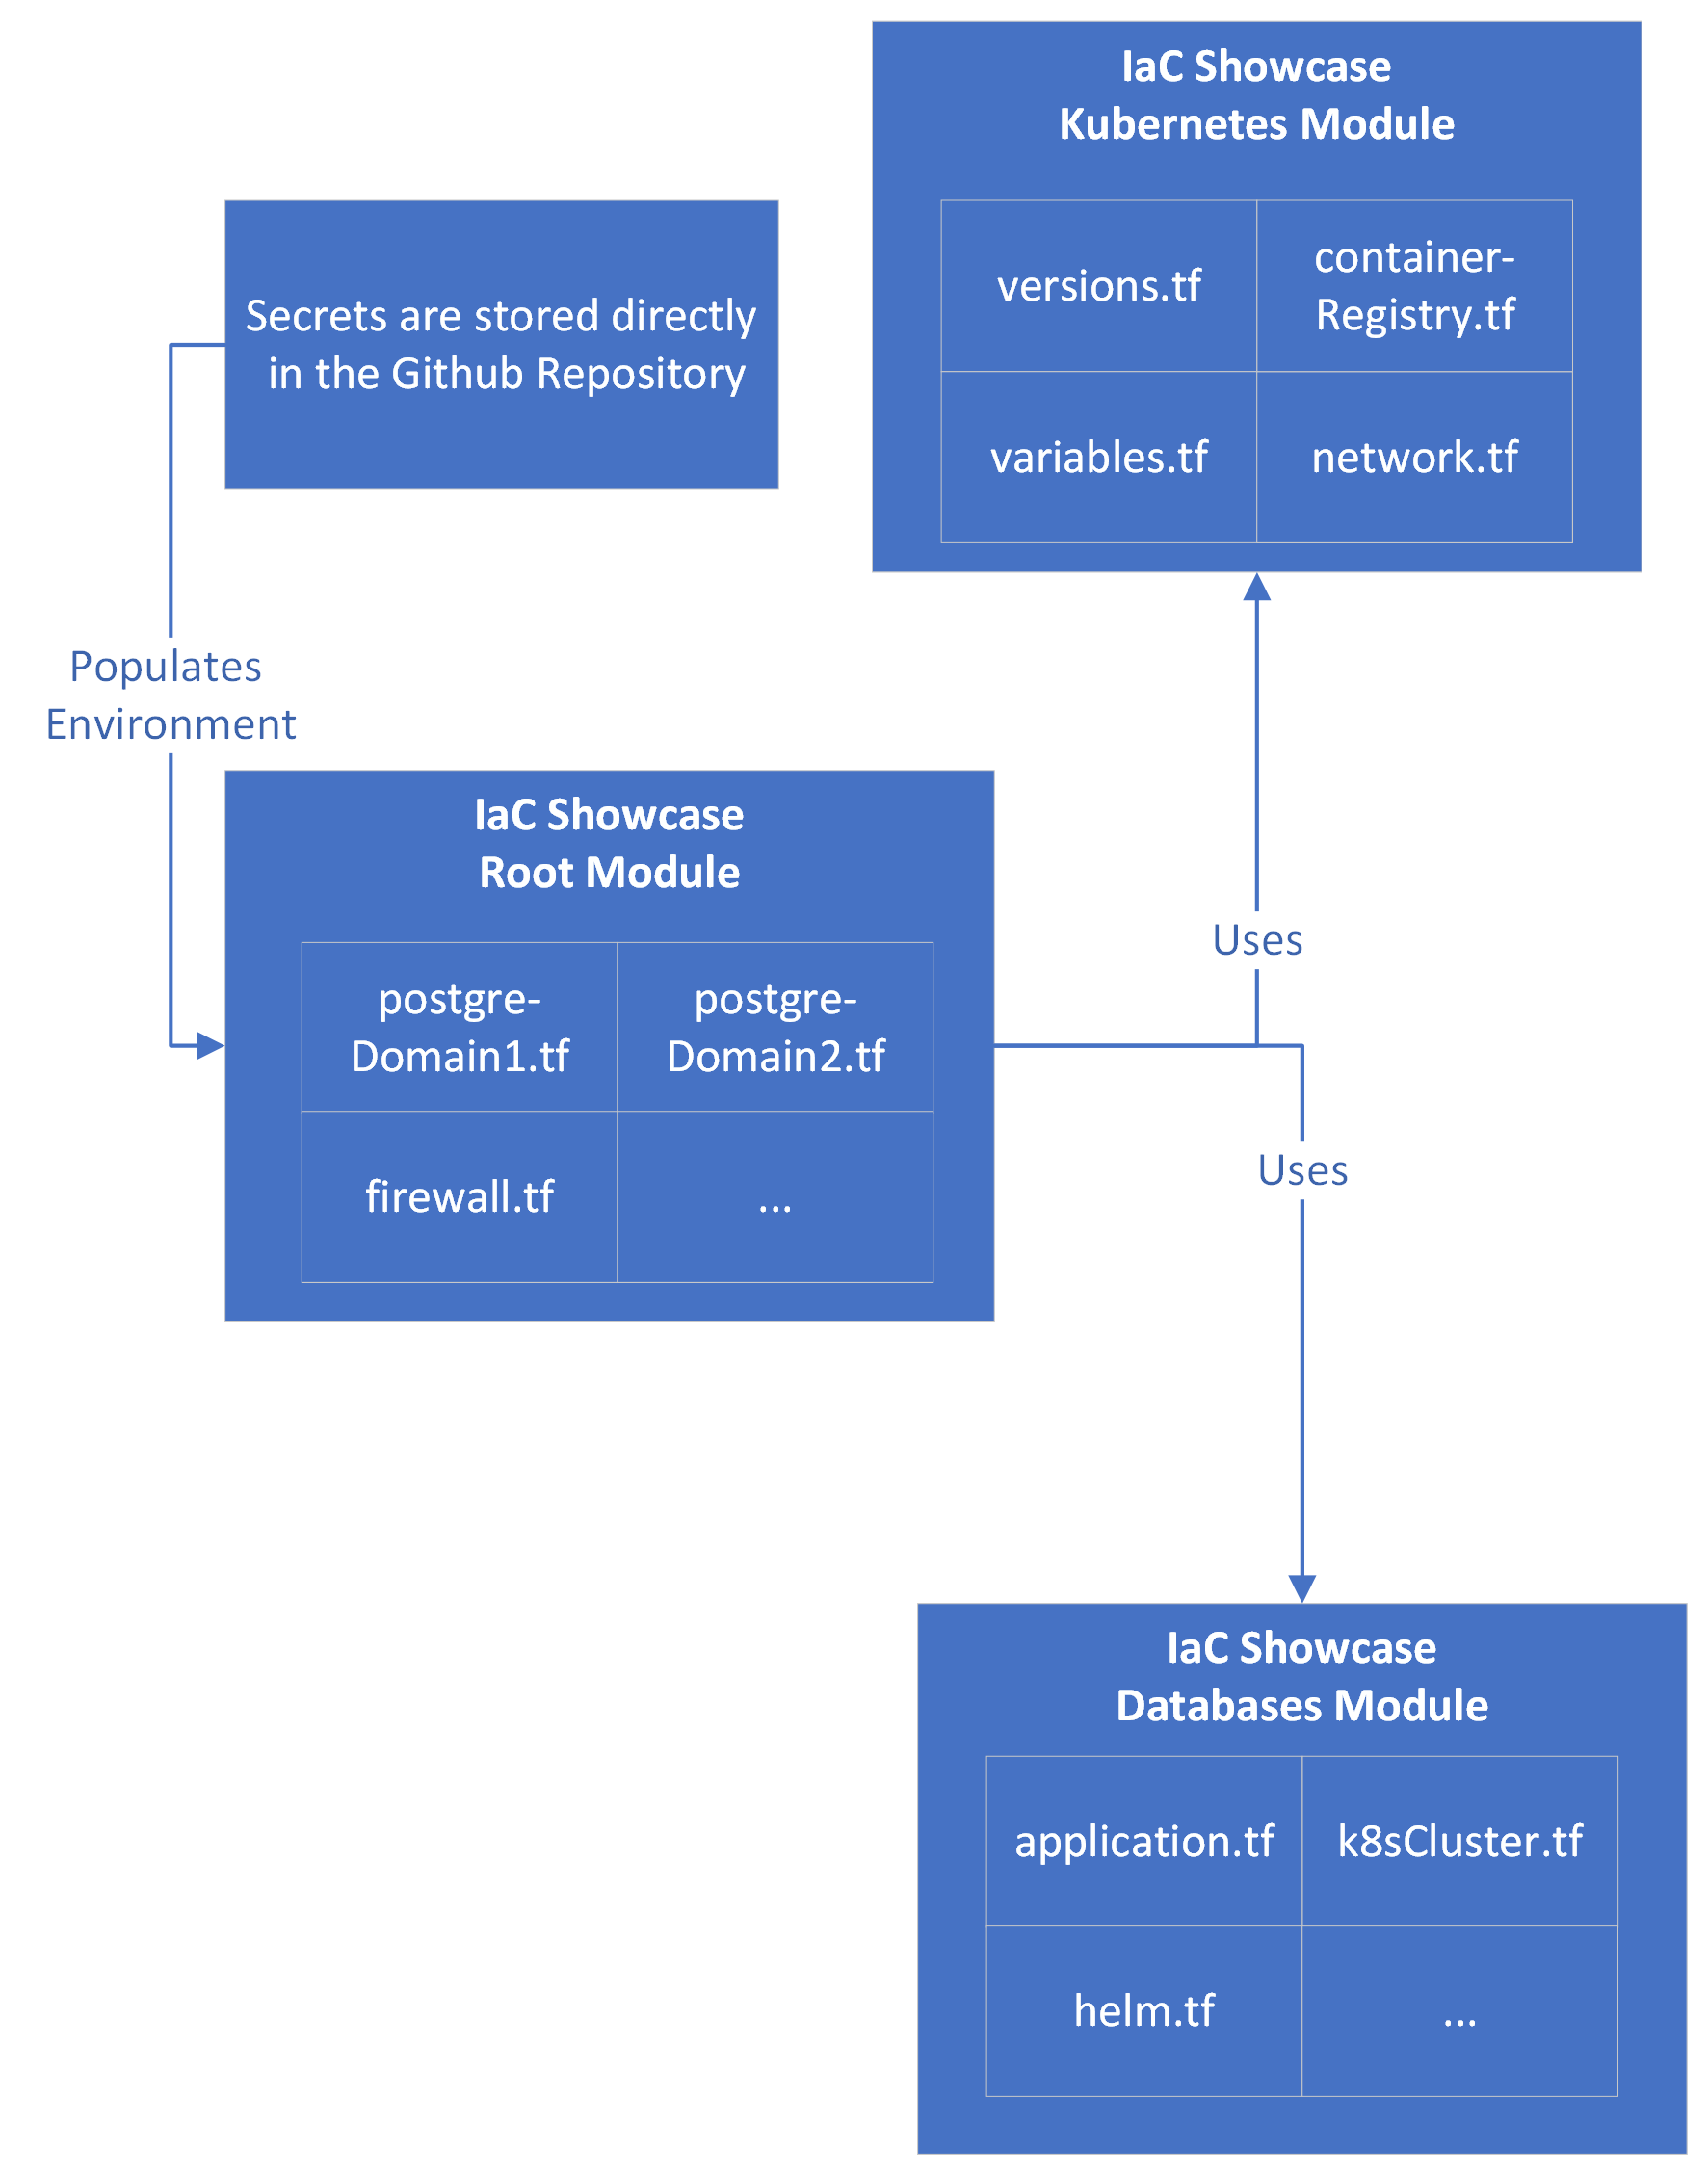 IaC Showcase
Kubernetes Module
versions.tf
container-
Registry.tf
variables.tf
network.tf
Secrets are stored directly
in the Github Repository
Populates
Environment
IaC Showcase
Root Module
postgre-
Domain1.tf
postgre-
Domain2.tf
firewall.tf
...
Uses
Uses
IaC Showcase
Databases Module
application.tf
k8sCluster.tf
helm.tf
...